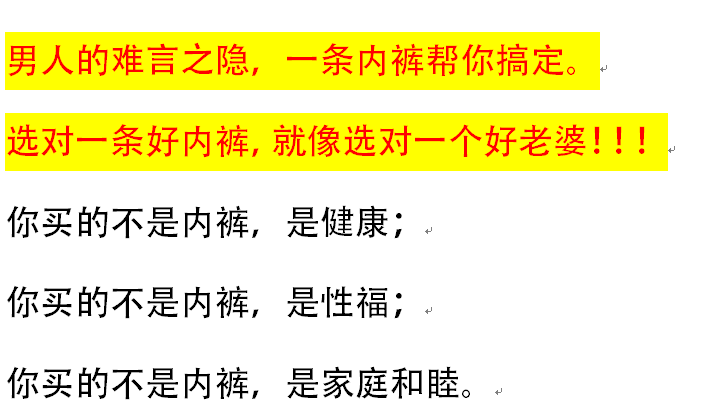 男人的难言之隐，一条内裤帮你搞定。
选对一条好内裤，就像选对一个好老婆！！！
你买的不是内裤，是健康；
你买的不是内裤，是性福；
你买的不是内裤，是家庭和睦。